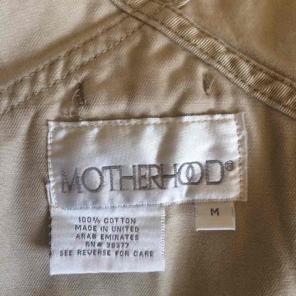 MOTHERHOOD®
M
100% COTTON
MADE IN UNITED
ARAB EMIRATES
RN# 38377
SEE REVERSE FOR CARE